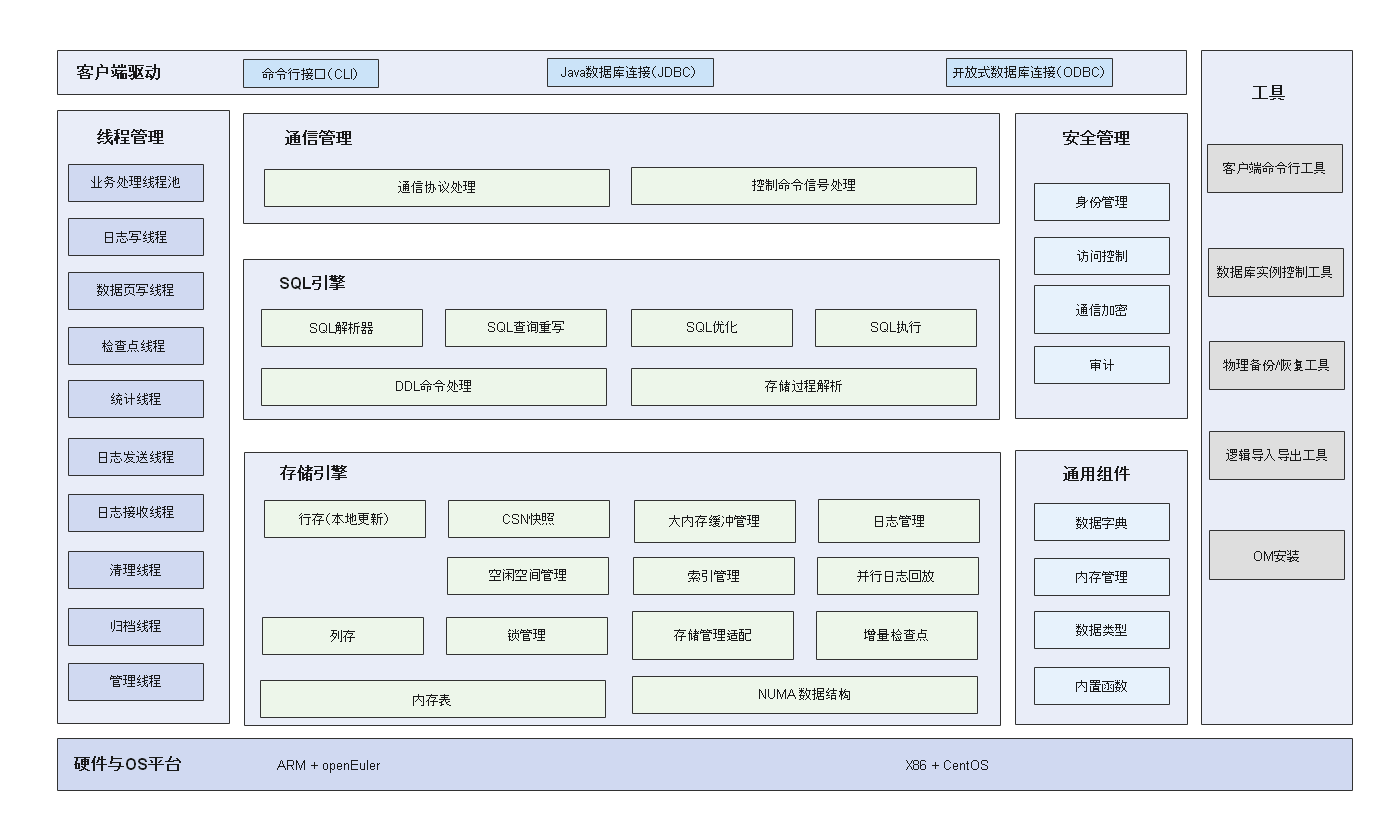 客户端驱动
命令行接口(CLI)
Java数据库连接(JDBC)
开放式数据库连接(ODBC)
线程管理
业务处理线程池
日志写线程
数据页写线程
检查点线程
统计线程
日志发送线程
日志接收线程
清理线程
归档线程
管理线程
通信管理
通信协议处理
控制命令信号处理
SQL引擎
SQL解析器
SQL查询重写
SQL优化
SQL执行
DDL命令处理
存储过程解析
存储引擎
行存(本地更新)
CSN快照
大内存缓冲管理
日志管理
空闲空间管理
索引管理
并行日志回放
列存
锁管理
存储管理适配
增量检查点
内存表
NUMA 数据结构
安全管理
身份管理
访问控制
通信加密
审计
通用组件
数据字典
内存管理
数据类型
内置函数
工具
客户端命令行工具
数据库实例控制工具
物理备份/恢复工具
逻辑导入导出工具
OM安装
硬件与OS平台
ARM + openEuler
X86 + CentOS